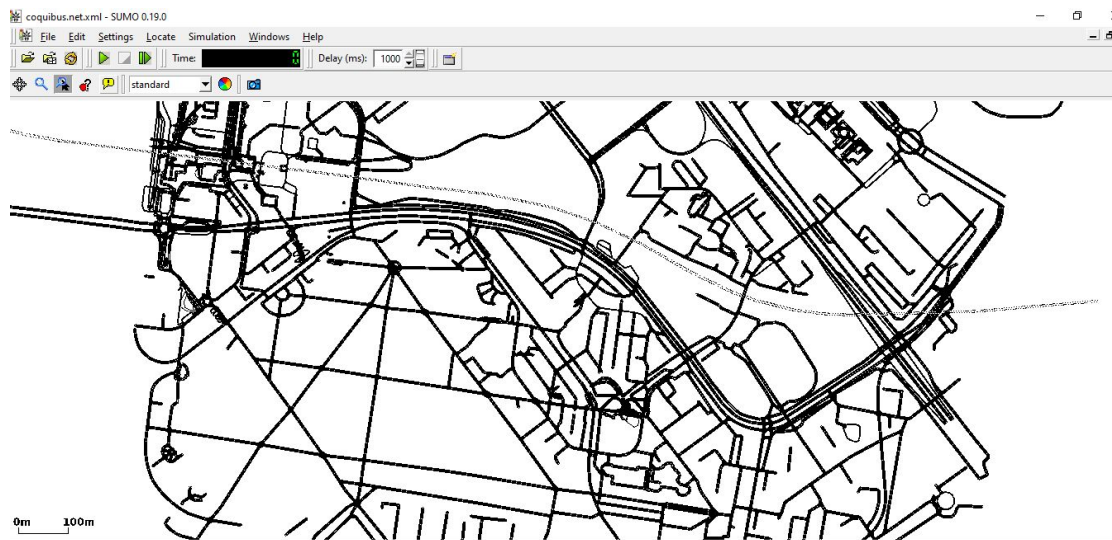 coquibus.net.xml - SUMO 0.19.0
File Edit Settings Locate Simulation Windows Help
Time: 0 Delay (ms): 1000
standard
0m 100m